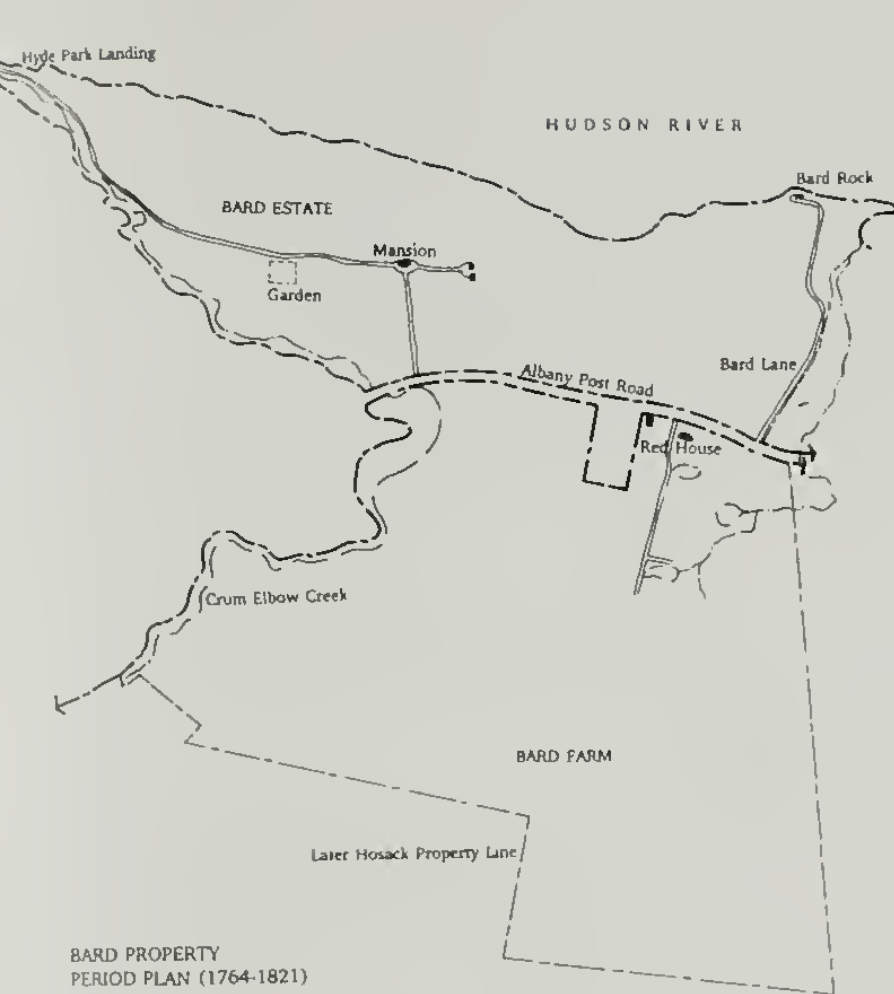 Hyde Park Landing
HUDSON RIVER
Bard Rock
BARD ESTATE
Mansion
Garden
Bard Lane
Albany Post Road
Red House
Crum Elbow Creek
BARD FARM
Later Hosack Property Line
BARD PROPERTY
PERIOD PLAN (1764-1821)